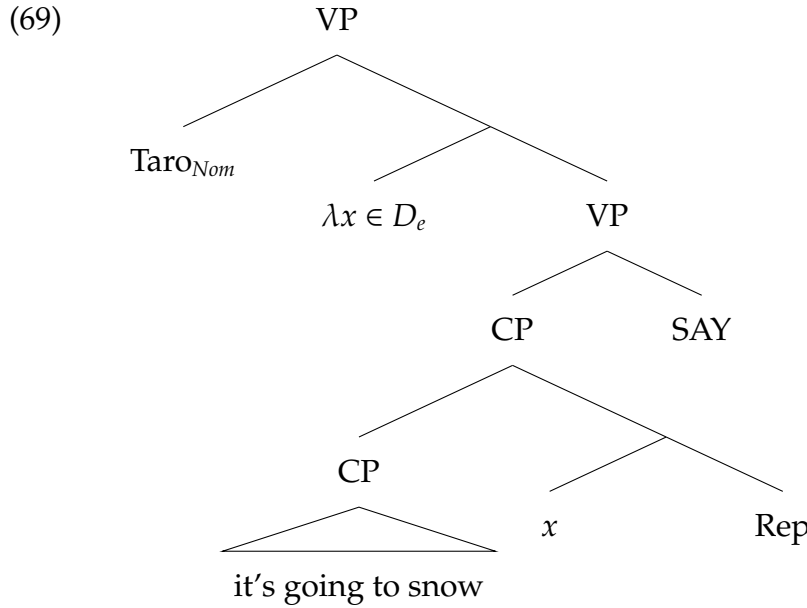 (69)
VP
Taro_Nom
λx ∈ D_e
VP
CP
SAY
CP
x
Rep
it's going to snow